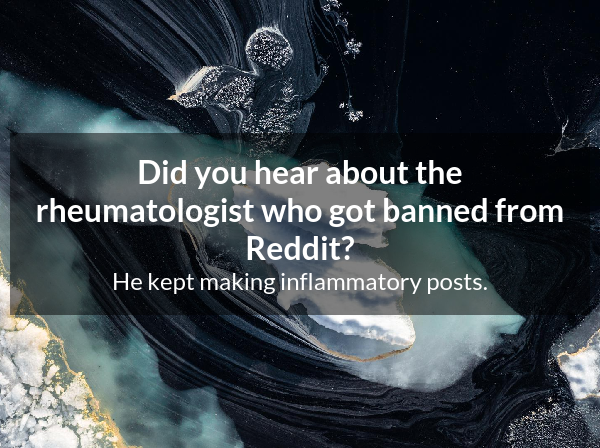 Did you hear about the
rheumatologist who got banned from
Reddit?
He kept making inflammatory posts.